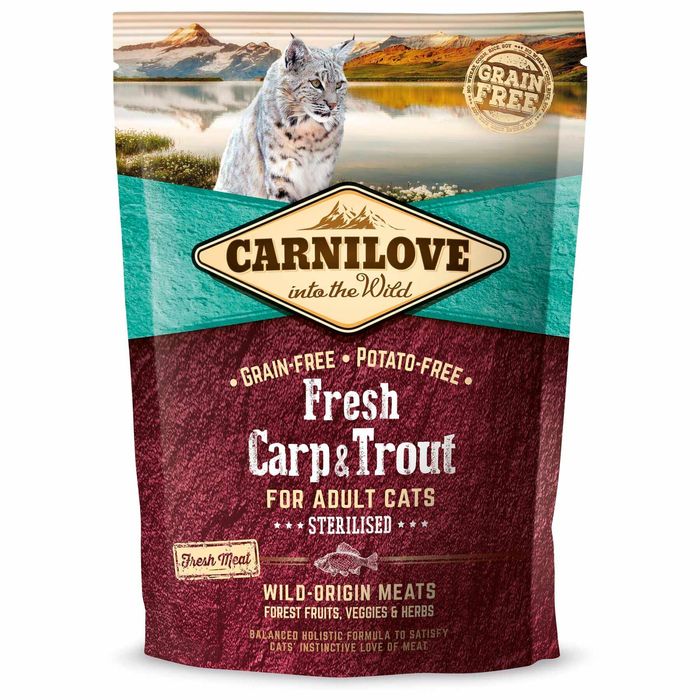 GRAIN
FREE
CARNILOVE
into the Wild
• GRAIN-FREE • POTATO-FREE •
Fresh
Carp & Trout
FOR ADULT CATS
*** STERILISED ***
Fresh Meat
WILD-ORIGIN MEATS
FOREST FRUITS, VEGGIES & HERBS
BALANCED HOLISTIC FORMULA TO SATISFY
CATS' INSTINCTIVE LOVE OF MEAT